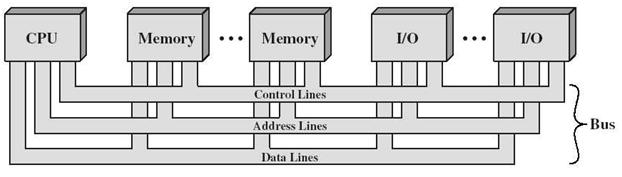 CPU Memory ••• Memory I/O ••• I/O
Control Lines
Address Lines
Bus
Data Lines